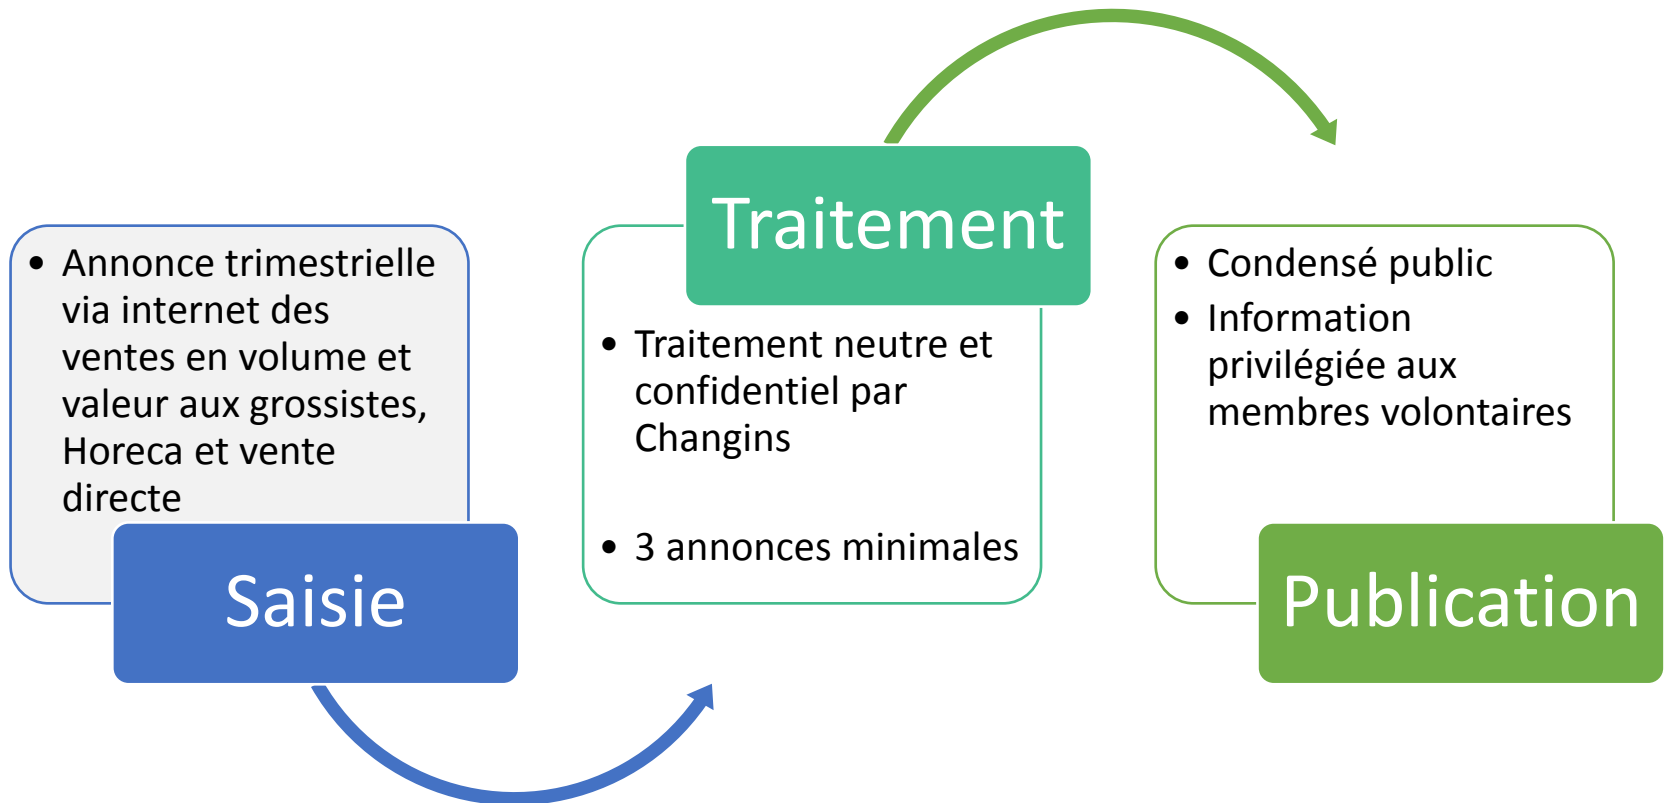 • Annonce trimestrielle
via internet des
ventes en volume et
valeur aux grossistes,
Horeca et vente
directe
Saisie
Traitement
• Traitement neutre et
confidentiel par
Changins
• 3 annonces minimales
• Condensé public
• Information
privilégiée aux
membres volontaires
Publication